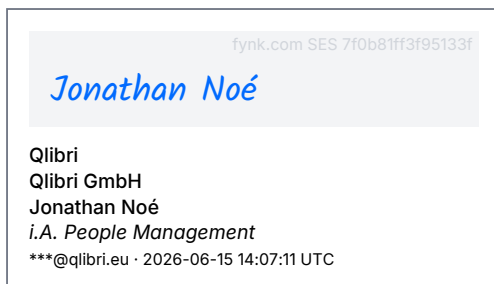 fynk.com SES 7f0b81ff3f95133f
Jonathan Noé
Qlibri
Qlibri GmbH
Jonathan Noé
i.A. People Management
***@qlibri.eu · 2026-06-15 14:07:11 UTC